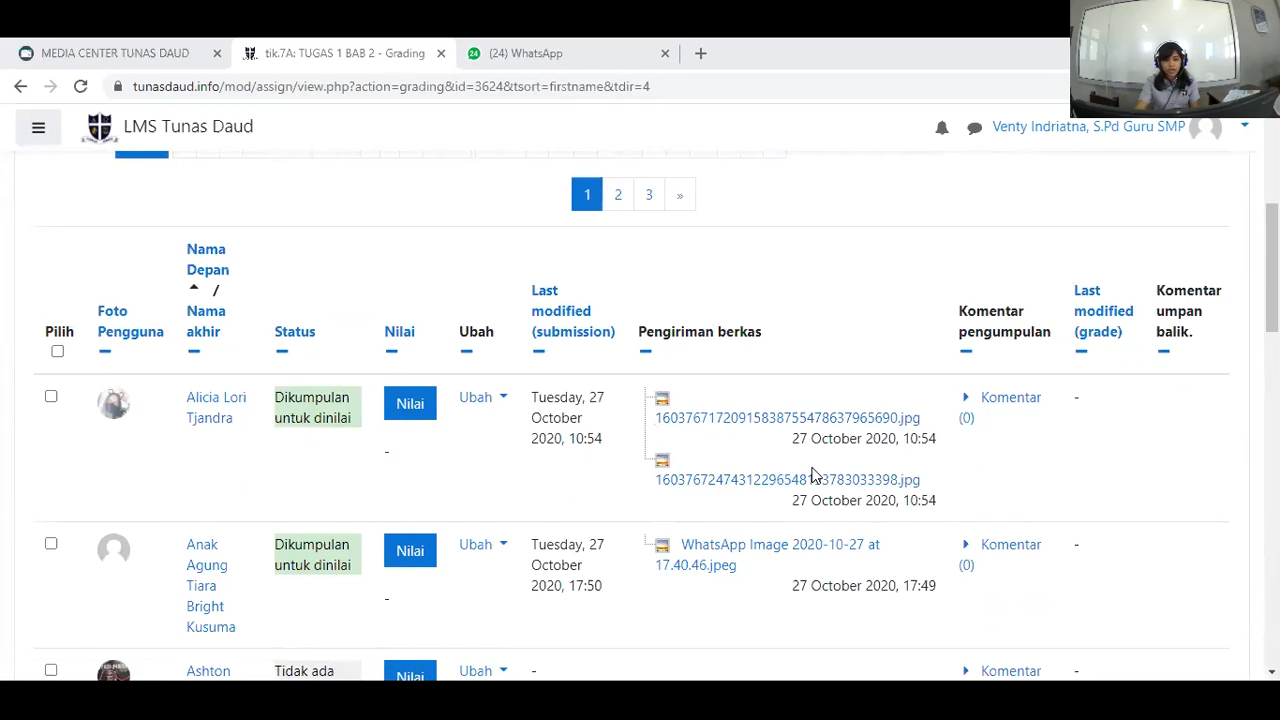 MEDIA CENTER TUNAS DAUD
tik.7A: TUGAS 1 BAB 2 - Grading
24
(24) WhatsApp
tunasdaud.info/mod/assign/view.php?action=grading&id=3624&tsort=firstname&tdir=4
LMS Tunas Daud
Venty Indriatna, S.Pd Guru SMP
1 2 3 »
Pilih
Foto
Pengguna
Nama
Depan
/
Nama
akhir
Status
Nilai
Ubah
Last
modified
(submission)
Pengiriman berkas
Komentar
pengumpulan
Last
modified
(grade)
Komentar
umpan
balik.
Alicia Lori
Tjandra
Dikumpulan
untuk dinilai
Nilai
-
Ubah
Tuesday, 27
October
2020, 10:54
16037671720915838755478637965690.jpg
27 October 2020, 10:54
27 October 2020, 10:54
Komentar
(0)
-
Anak
Agung
Tiara
Bright
Kusuma
Dikumpulan
untuk dinilai
Nilai
-
Ubah
Tuesday, 27
October
2020, 17:50
WhatsApp Image 2020-10-27 at
17.40.46.jpeg
27 October 2020, 17:49
Komentar
(0)
-
Ashton
Tidak ada
Nilai
Ubah
-
Komentar
-